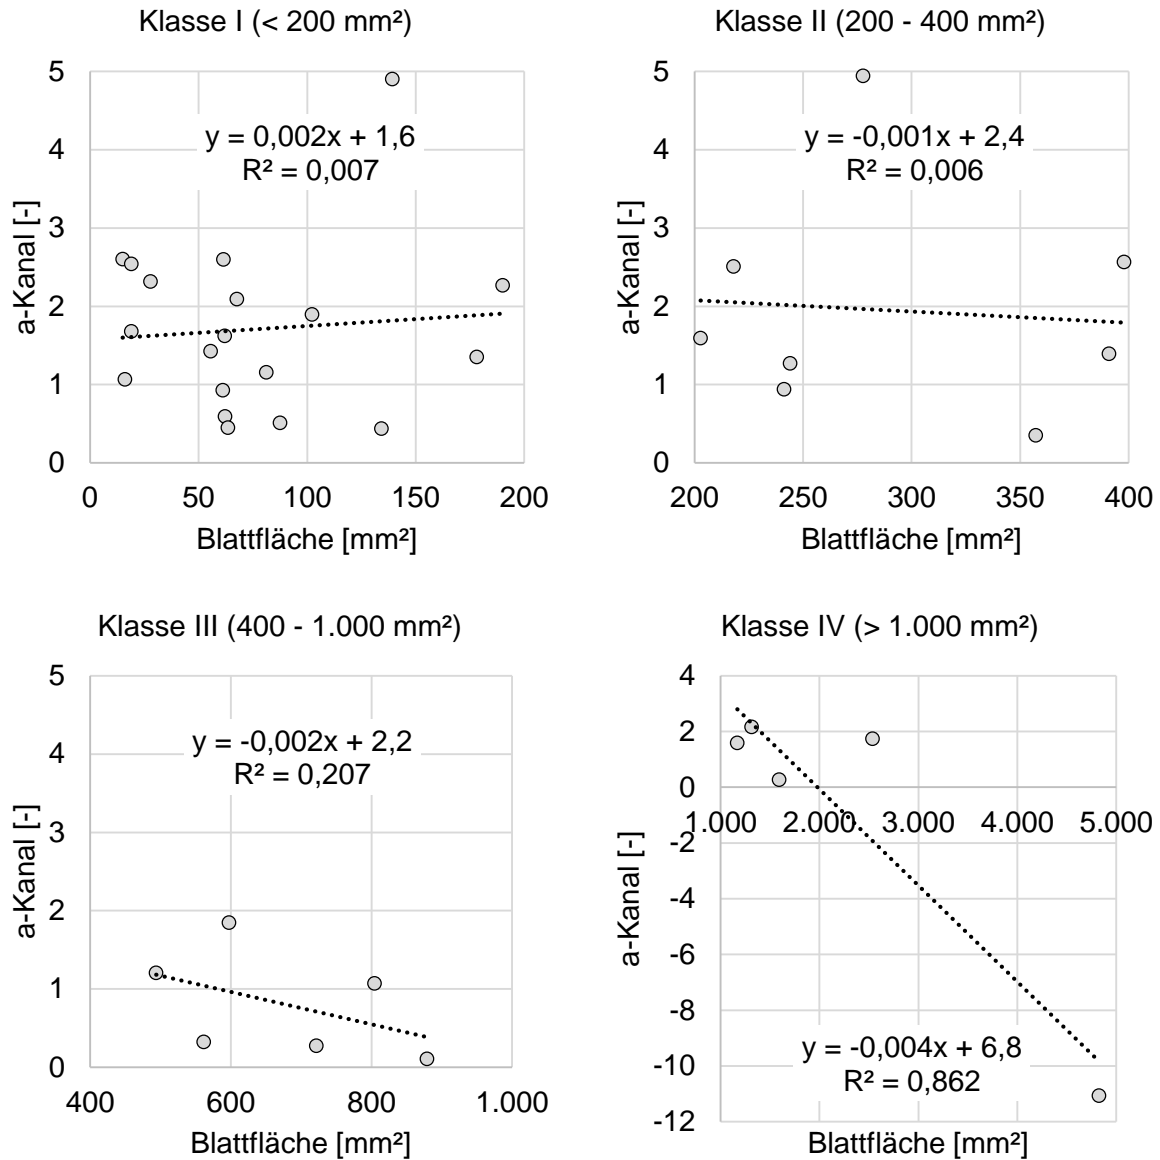 Klasse I (< 200 mm²)
5
4
3
2
1
0
y = 0,002x + 1,6
R² = 0,007
a-Kanal [-]
0 50 100 150 200
Blattfläche [mm²]
Klasse II (200 - 400 mm²)
5
4
3
2
1
0
y = -0,001x + 2,4
R² = 0,006
a-Kanal [-]
200 250 300 350 400
Blattfläche [mm²]
Klasse III (400 - 1.000 mm²)
5
4
3
2
1
0
y = -0,002x + 2,2
R² = 0,207
a-Kanal [-]
400 600 800 1.000
Blattfläche [mm²]
Klasse IV (> 1.000 mm²)
4
2
0
-2
-4
-6
-8
-10
-12
1.000 2.000 3.000 4.000 5.000
a-Kanal [-]
y = -0,004x + 6,8
R² = 0,862
Blattfläche [mm²]